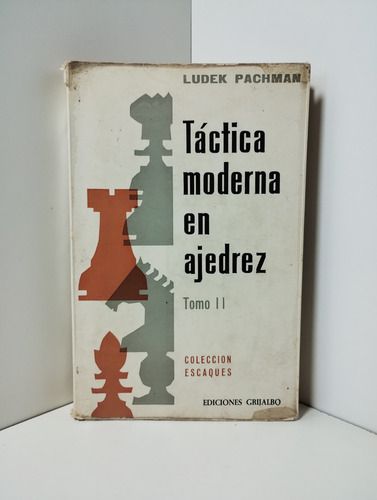 LUDEK PACHMAN
Táctica
moderna
en
ajedrez
Tomo II
COLECCION
ESCAQUES
EDICIONES GRIJALBO